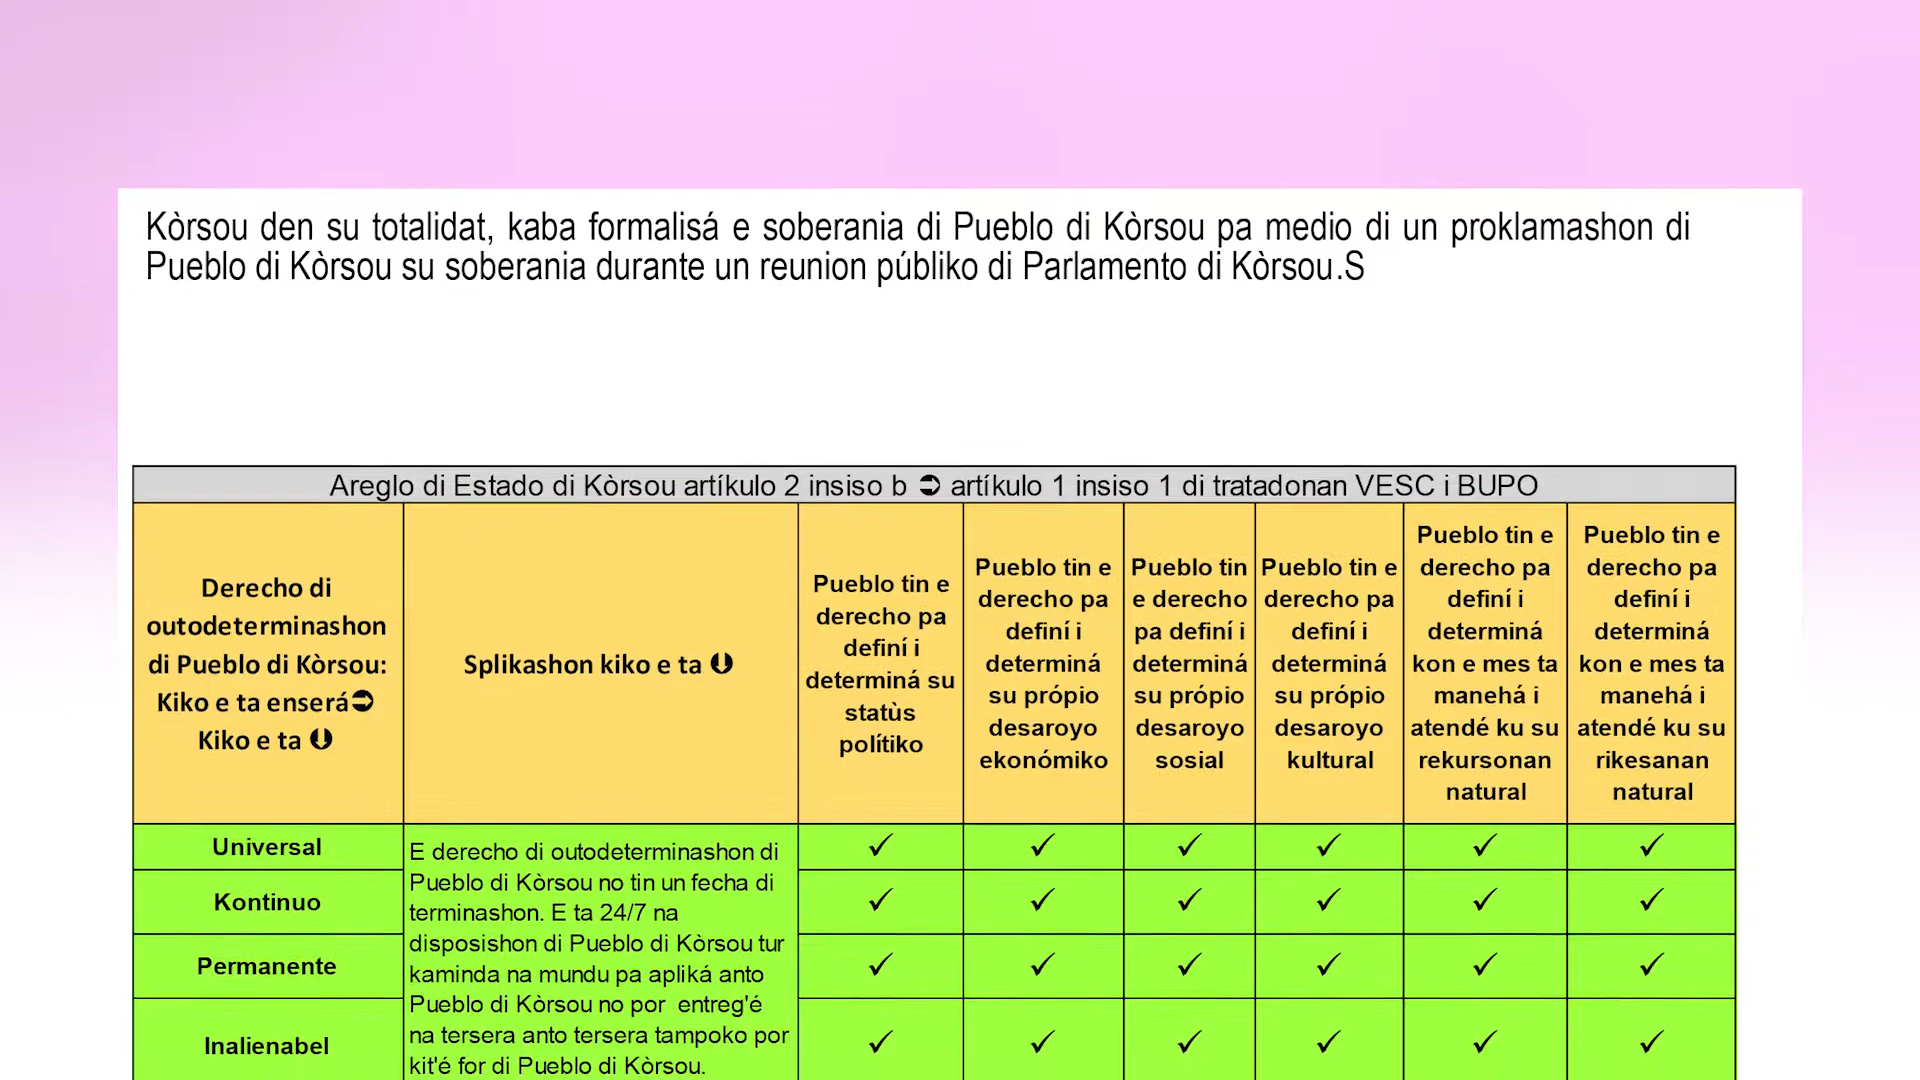 Kòrsou den su totalidat, kaba formalisá e soberania di Pueblo di Kòrsou pa medio di un proklamashon di
Pueblo di Kòrsou su soberania durante un reunion públiko di Parlamento di Kòrsou.S
Areglo di Estado di Kòrsou artíkulo 2 insiso b ➲ artíkulo 1 insiso 1 di tratadonan VESC i BUPO
Derecho di
outodeterminashon
di Pueblo di Kòrsou:
Kiko e ta enserá➲
Kiko e ta
Splikashon kiko e ta
Pueblo tin e
derecho pa
definí i
determiná su
statùs
polítiko
Pueblo tin e
derecho pa
definí i
determiná
su própio
desaroyo
ekonómiko
Pueblo tin
e derecho
pa definí i
determiná
su própio
desaroyo
sosial
Pueblo tin e
derecho pa
definí i
determiná
su própio
desaroyo
kultural
Pueblo tin e
derecho pa
definí i
determiná
kon e mes ta
manehá i
atendé ku su
rekursonan
natural
Pueblo tin e
derecho pa
definí i
determiná
kon e mes ta
manehá i
atendé ku su
rikesanan
natural
Universal
E derecho di outodeterminashon di
Pueblo di Kòrsou no tin un fecha di
terminashon. E ta 24/7 na
disposishon di Pueblo di Kòrsou tur
kaminda na mundu pa apliká anto
Pueblo di Kòrsou no por entreg'é
na tersera anto tersera tampoko por
kit'é for di Pueblo di Kòrsou.
✓ ✓ ✓ ✓ ✓ ✓
Kontinuo
✓ ✓ ✓ ✓ ✓ ✓
Permanente
✓ ✓ ✓ ✓ ✓ ✓
Inalienabel
✓ ✓ ✓ ✓ ✓ ✓